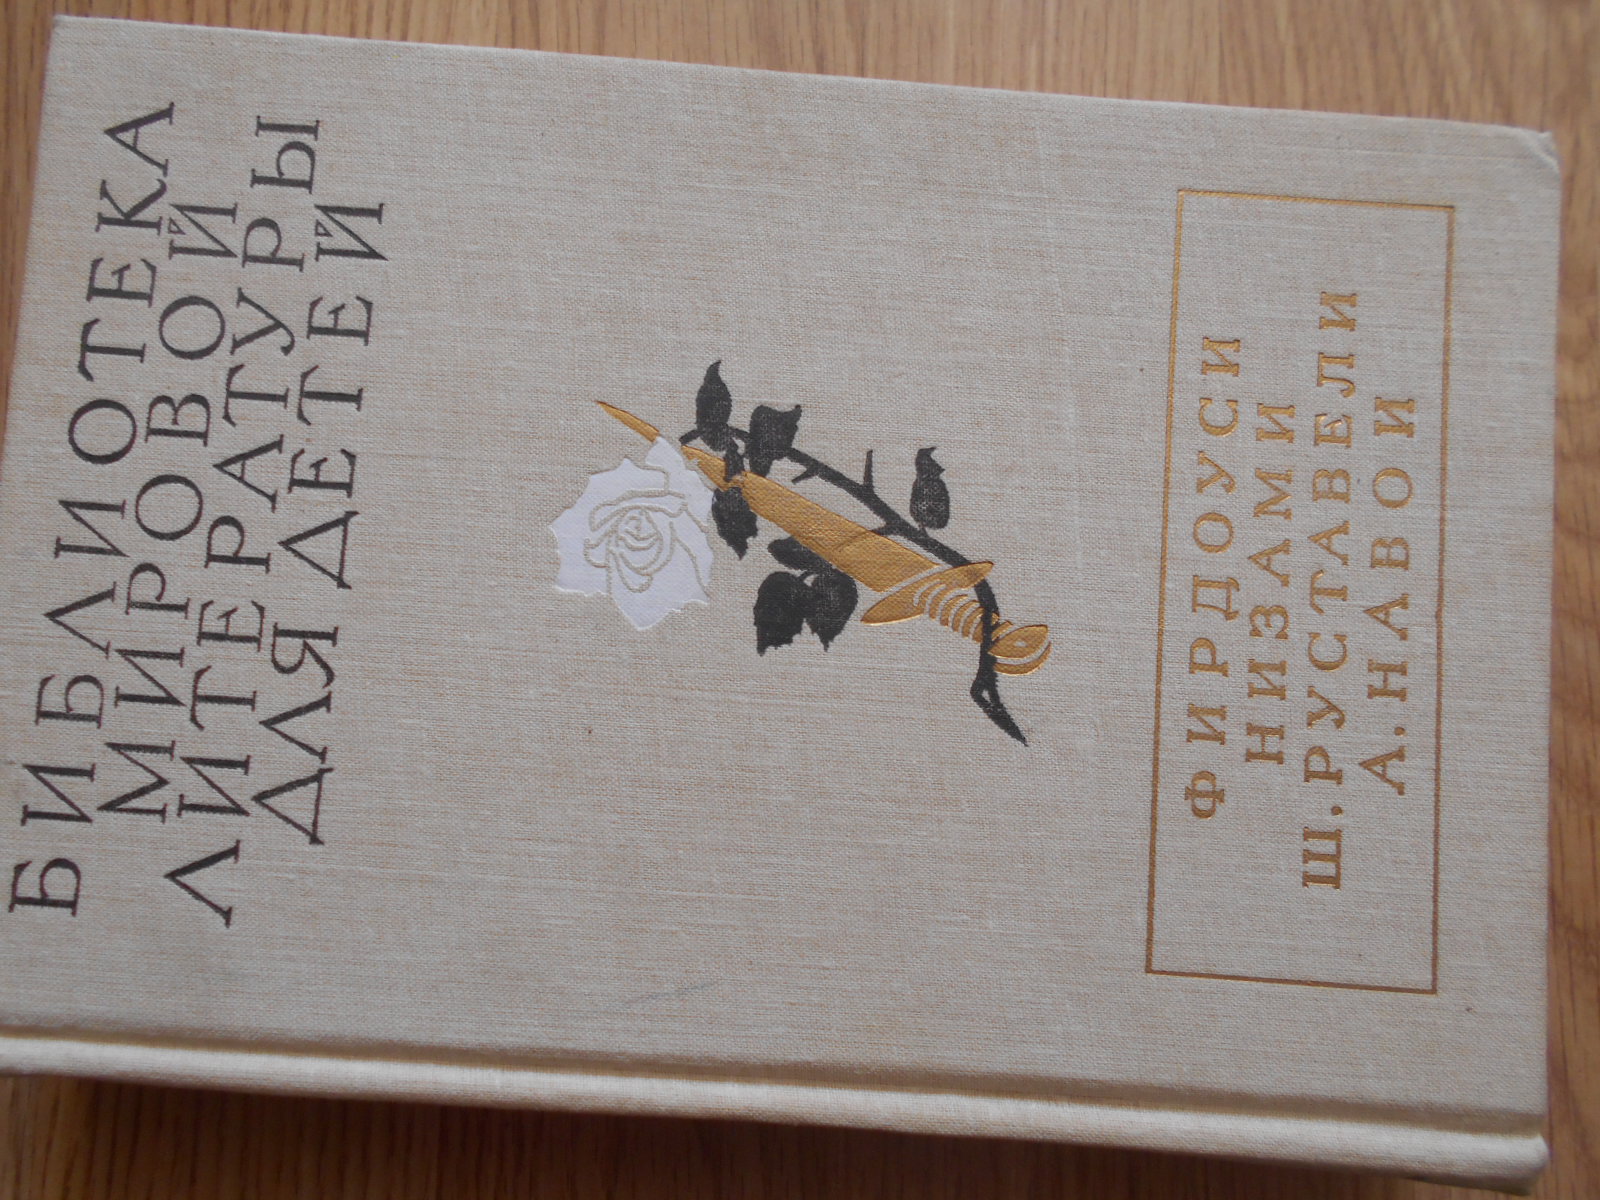 БИБЛИОТЕКА
МИРОВОЙ
ЛИТЕРАТУРЫ
ДЛЯ ДЕТЕЙ
ФИРДОУСИ
НИЗАМИ
Ш.РУСТАВЕЛИ
А.НАВОИ